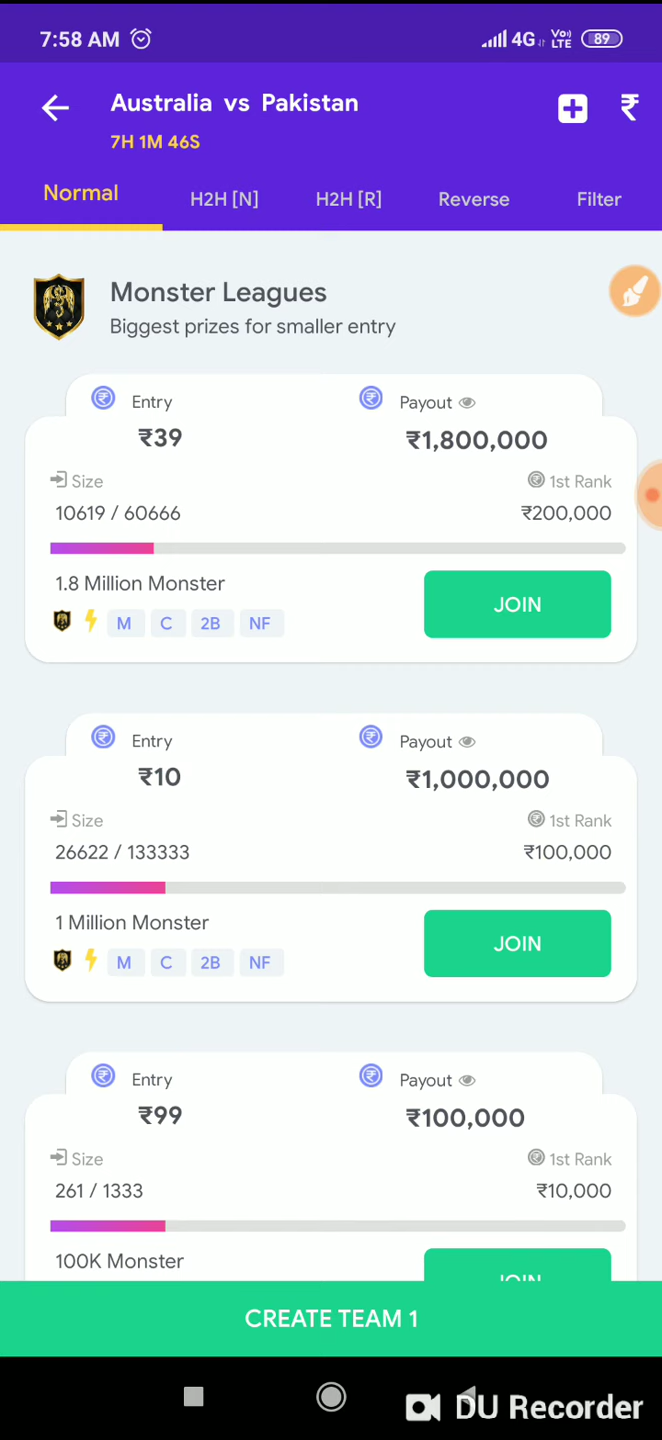 7:58 AM
4G
Vo)
LTE
89
Australia vs Pakistan
7H 1M 46S
Normal
H2H [N]
H2H [R]
Reverse
Filter
Monster Leagues
Biggest prizes for smaller entry
Entry
Payout
₹39
₹1,800,000
Size
1st Rank
10619 / 60666
₹200,000
1.8 Million Monster
JOIN
M C 2B NF
Entry
Payout
₹10
₹1,000,000
Size
1st Rank
26622 / 133333
₹100,000
1 Million Monster
JOIN
M C 2B NF
Entry
Payout
₹99
₹100,000
Size
1st Rank
261 / 1333
₹10,000
100K Monster
JOIN
CREATE TEAM 1
DU Recorder